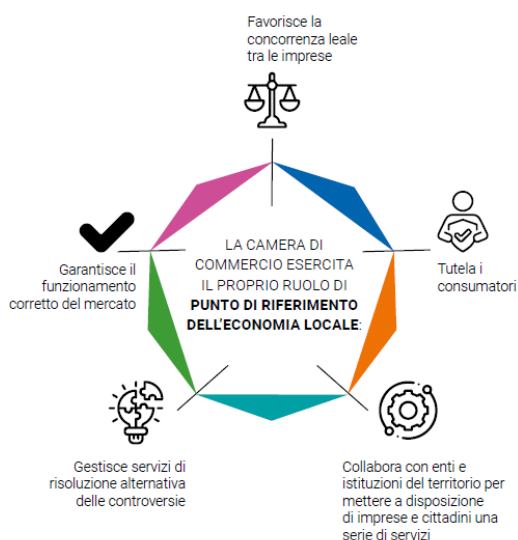 Favorisce la
concorrenza leale
tra le imprese
LA CAMERA DI
COMMERCIO ESERCITA
IL PROPRIO RUOLO DI
PUNTO DI RIFERIMENTO
DELL'ECONOMIA LOCALE:
Garantisce il
funzionamento
corretto del mercato
Tutela i
consumatori
Gestisce servizi di
risoluzione alternativa
delle controversie
Collabora con enti e
istituzioni del territorio per
mettere a disposizione
di imprese e cittadini una
serie di servizi